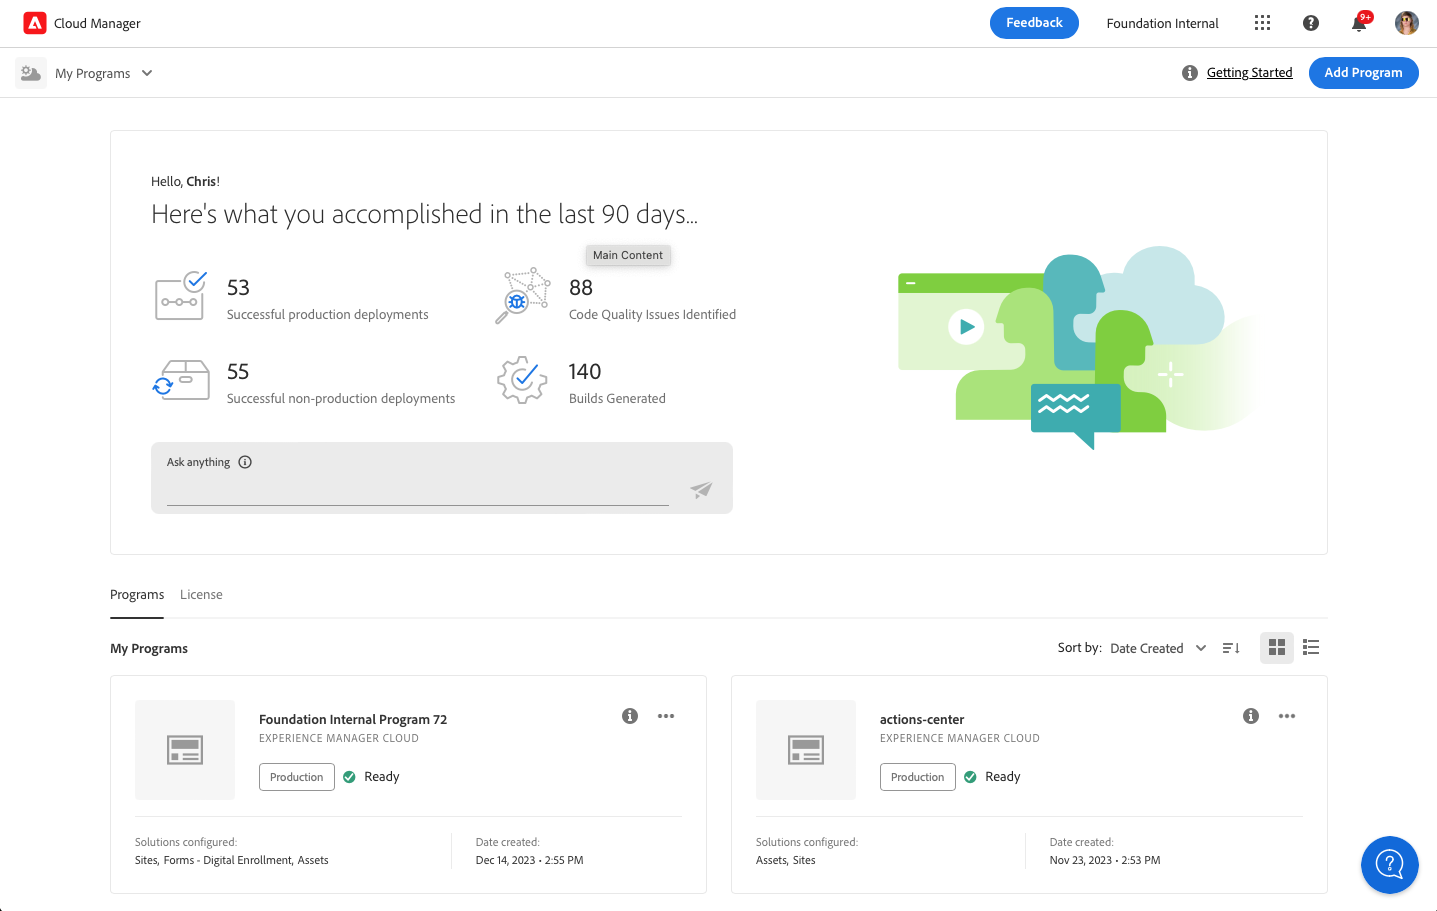 Cloud Manager
Feedback
Foundation Internal
9+
My Programs
Getting Started
Add Program
Hello, Chris!
Here's what you accomplished in the last 90 days...
Main Content
53
Successful production deployments
88
Code Quality Issues Identified
55
Successful non-production deployments
140
Builds Generated
Ask anything
Programs
License
My Programs
Sort by: Date Created
Foundation Internal Program 72
EXPERIENCE MANAGER CLOUD
Production
Ready
Solutions configured:
Sites, Forms - Digital Enrollment, Assets
Date created:
Dec 14, 2023 • 2:55 PM
actions-center
EXPERIENCE MANAGER CLOUD
Production
Ready
Solutions configured:
Assets, Sites
Date created:
Nov 23, 2023 • 2:53 PM